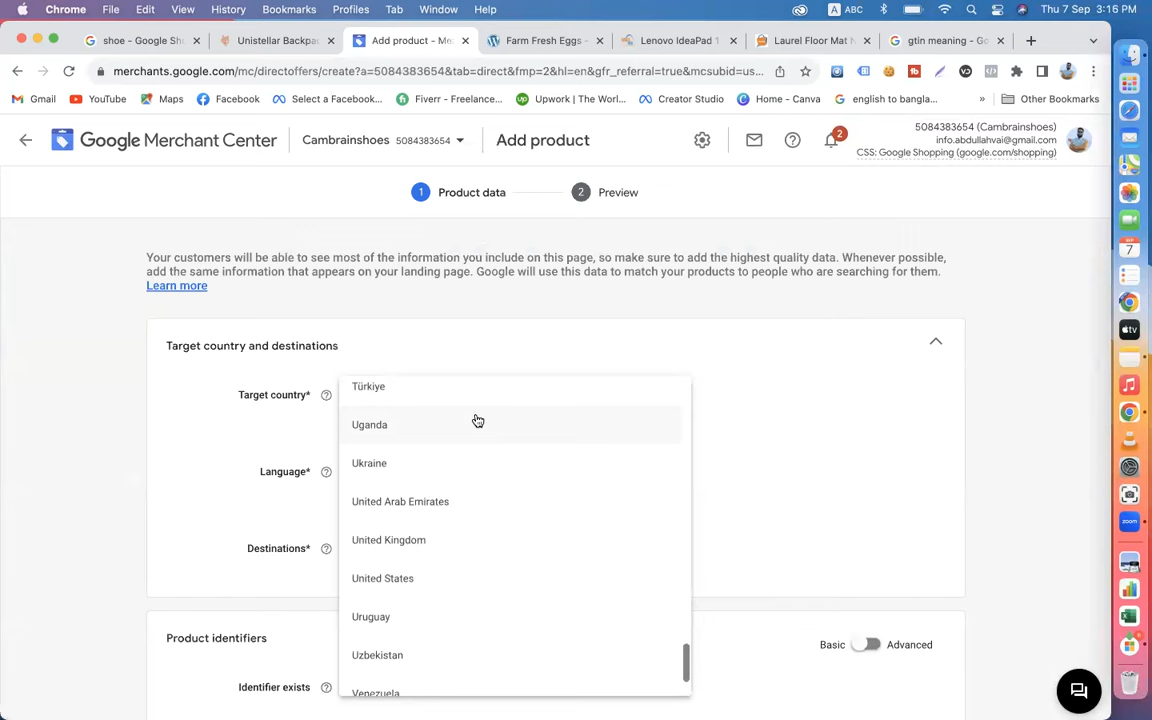 Chrome File Edit View History Bookmarks Profiles Tab Window Help
ABC Thu 7 Sep 3:16 PM
shoe - Google Sh
Unistellar Backpa
Add product - Me
Farm Fresh Eggs -
Lenovo IdeaPad 1
Laurel Floor Mat
gtin meaning - Go
merchants.google.com/mc/directoffers/create?a=5084383654&tab=direct&fmp=2&hl=en&gfr_referral=true&mcsubid=us...
Gmail YouTube Maps Facebook Select a Facebook... Fiverr - Freelance... Upwork | The Worl... Creator Studio Home - Canva english to bangla... » Other Bookmarks
Google Merchant Center
Cambrainshoes 5084383654
Add product
2
5084383654 (Cambrainshoes)
info.abdullahvai@gmail.com
CSS: Google Shopping (google.com/shopping)
1 Product data
2 Preview
Your customers will be able to see most of the information you include on this page, so make sure to add the highest quality data. Whenever possible,
add the same information that appears on your landing page. Google will use this data to match your products to people who are searching for them.
Learn more
Target country and destinations
Target country*
Türkiye
Uganda
Ukraine
Language*
United Arab Emirates
United Kingdom
Destinations*
United States
Uruguay
Uzbekistan
Venezuela
Product identifiers
Basic Advanced
Identifier exists
7
tv
zoom